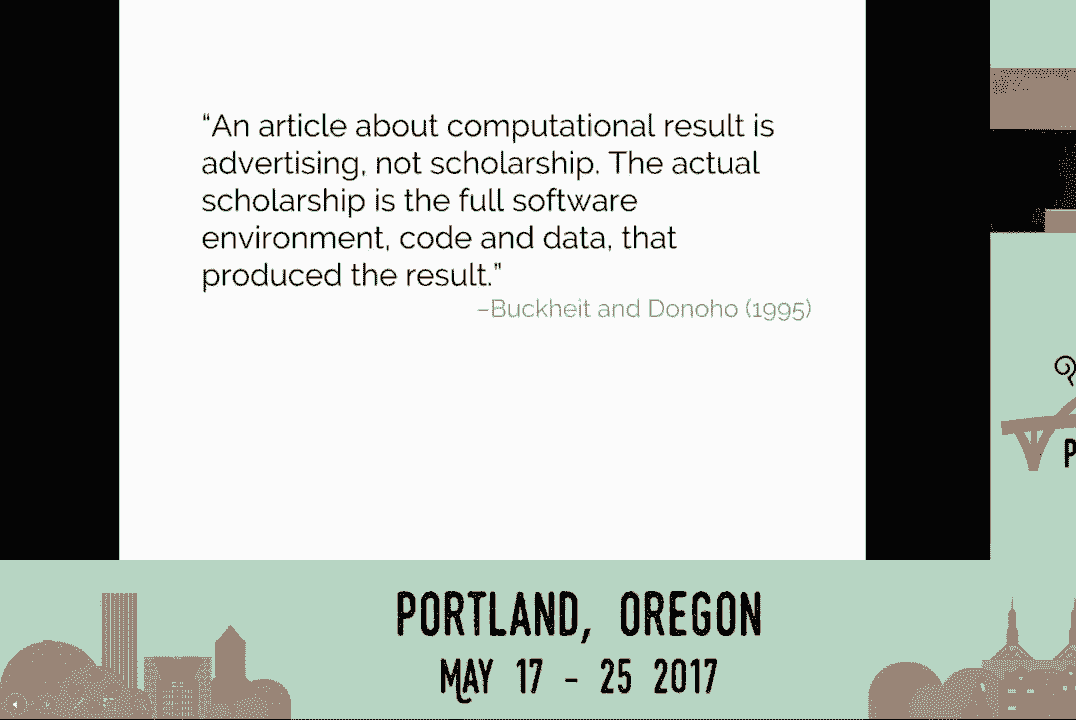 “An article about computational result is
advertising, not scholarship. The actual
scholarship is the full software
environment, code and data, that
produced the result.”
–Buckheit and Donoho (1995)
P
PORTLAND, OREGON
MAY 17 - 25 2017